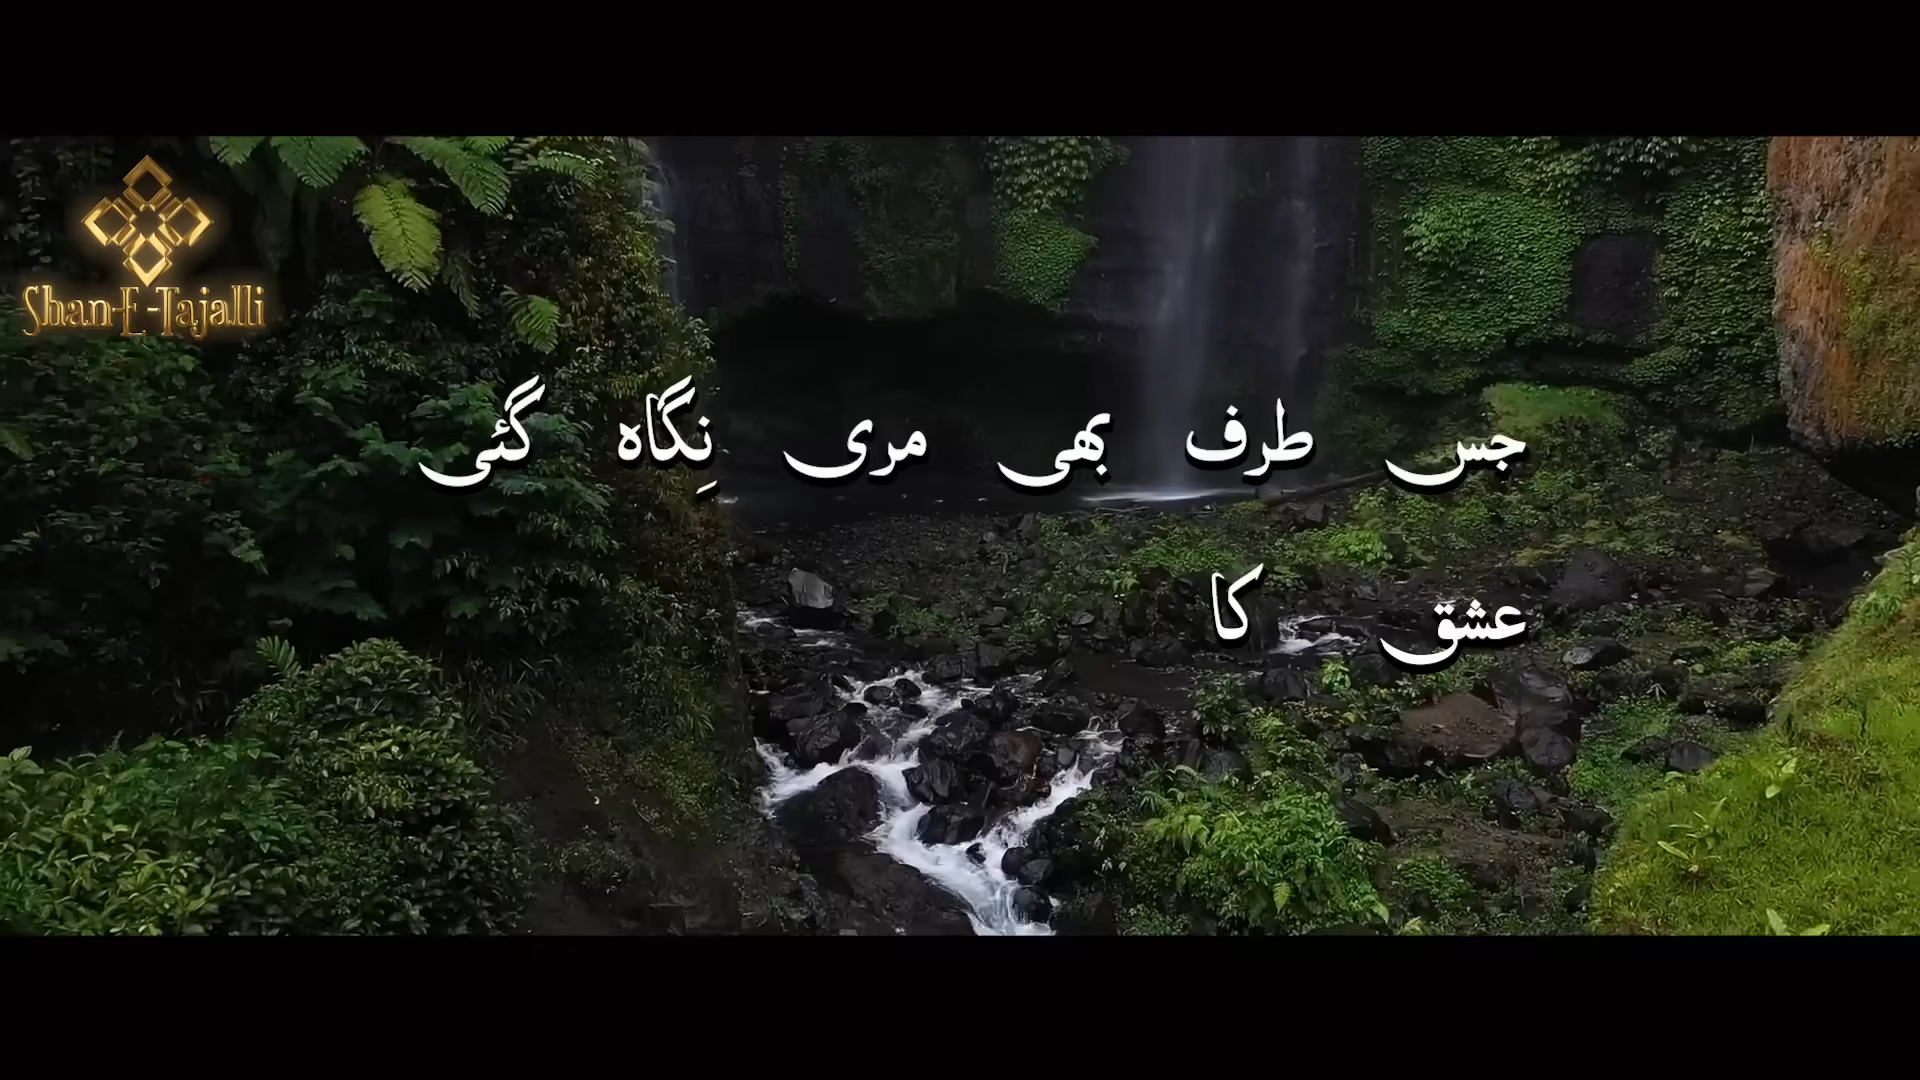 Shan-E-Tajalli
جس طرف بھی مری نِگاہ گئی
عشق کا